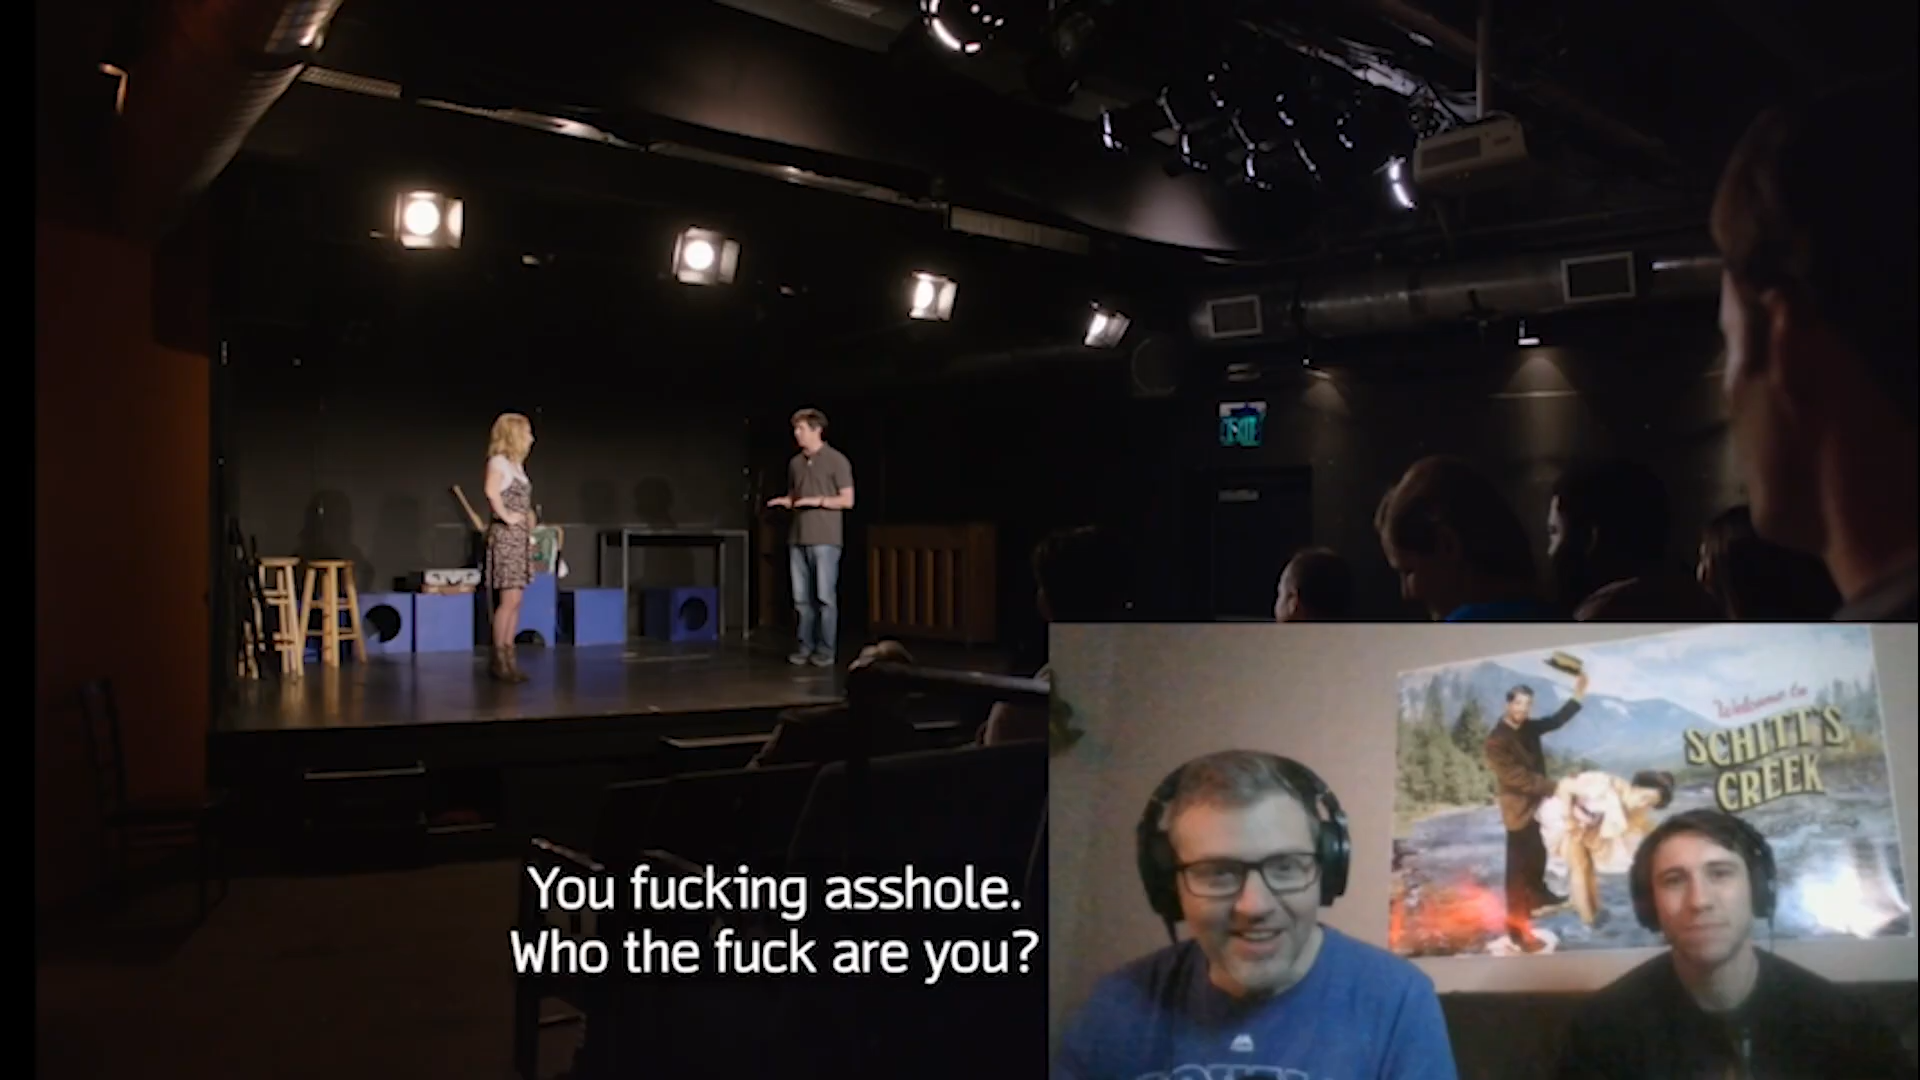 EXIT
Welcome to
SCHITT'S
CREEK
You fucking asshole.
Who the fuck are you?